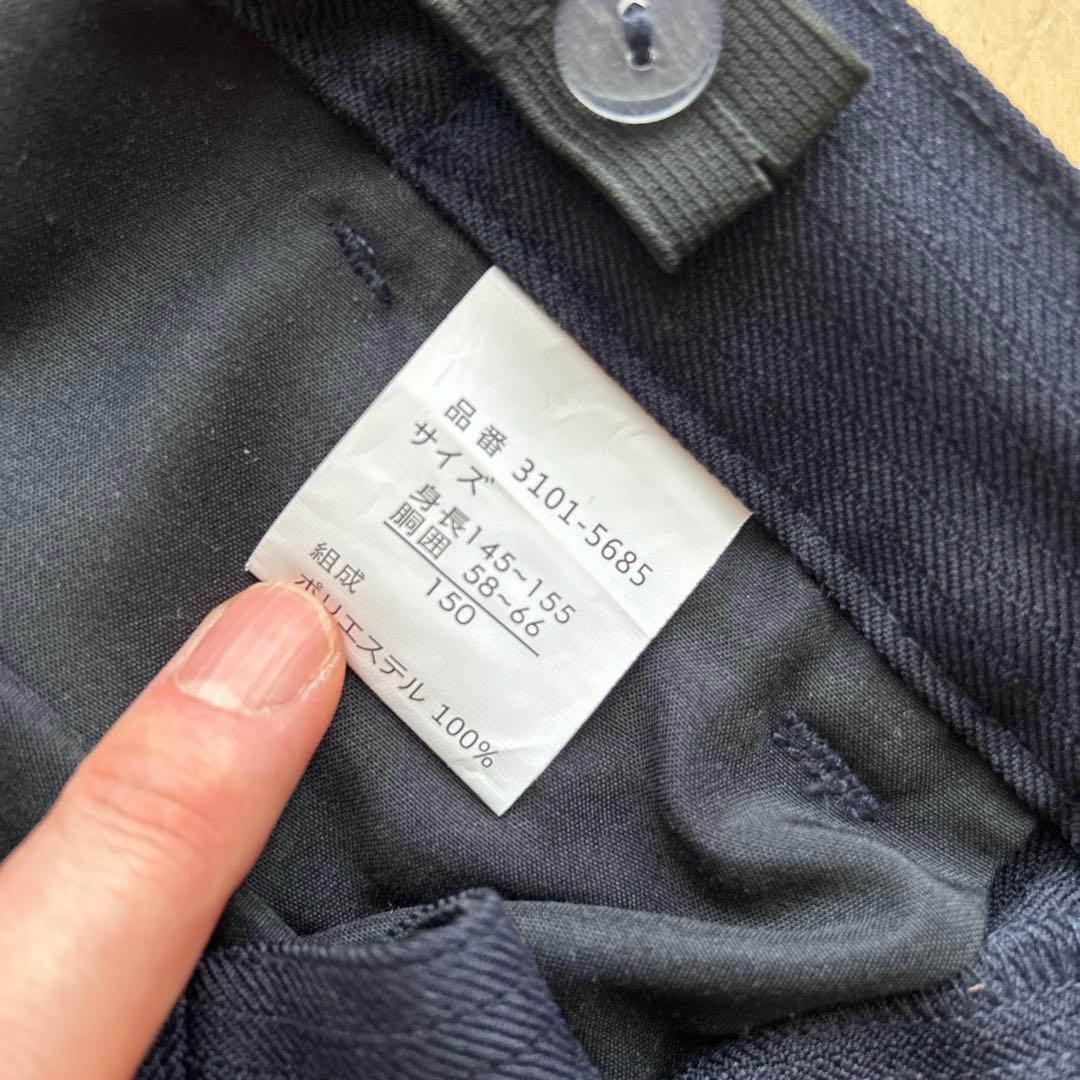 品番 3101-5685
サイズ
身長145~155
胴囲 58~66
150
組成
ポリエステル 100%